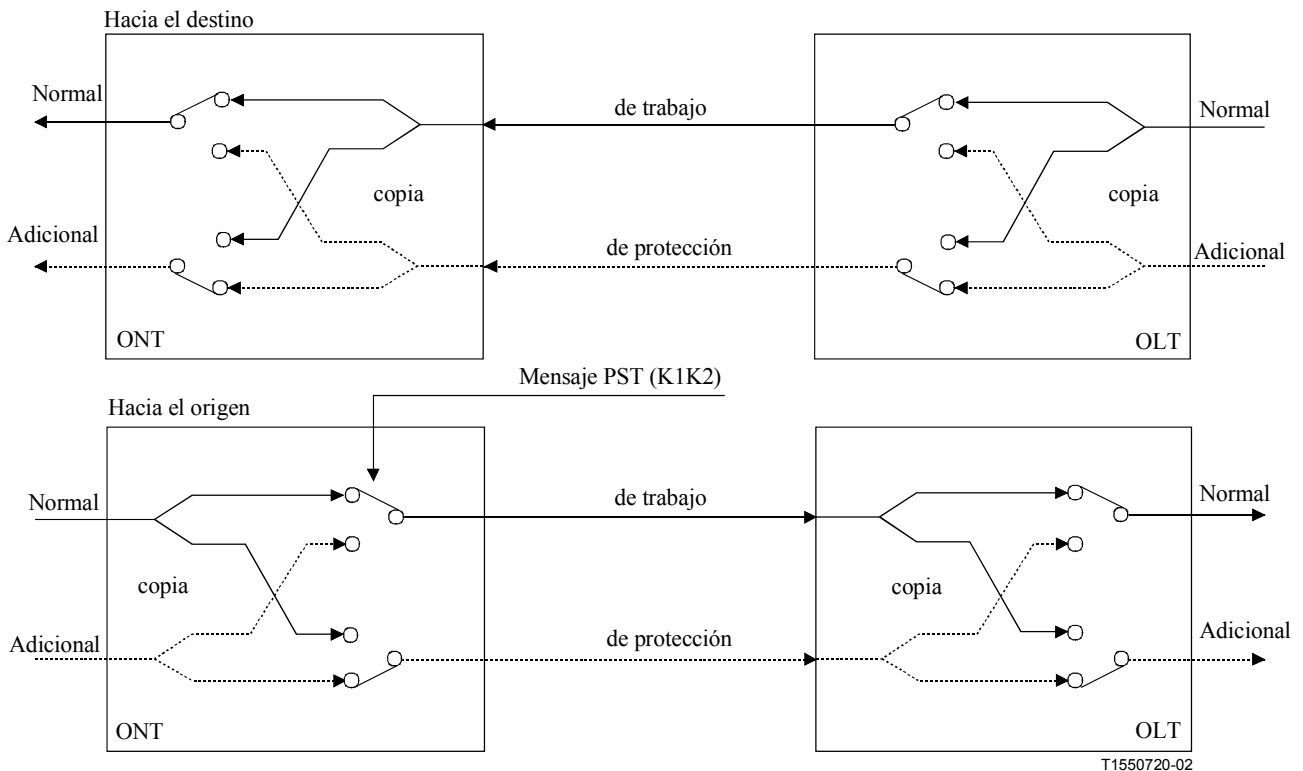 Hacia el destino
Normal
de trabajo
Normal
copia
copia
Adicional
de protección
Adicional
ONT
OLT
Mensaje PST (K1K2)
Hacia el origen
Normal
de trabajo
Normal
copia
copia
Adicional
de protección
Adicional
ONT
OLT
T1550720-02